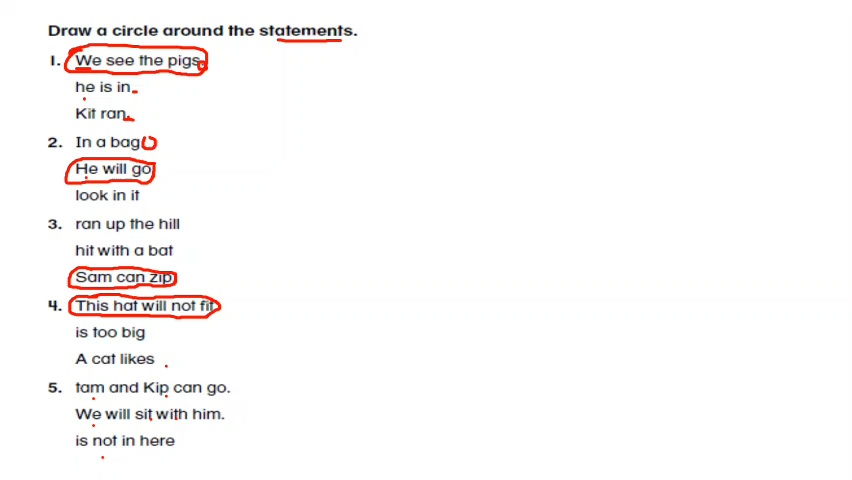 Draw a circle around the statements.
1. We see the pigs.
he is in.
Kit ran.
2. In a bag
He will go
look in it
3. ran up the hill
hit with a bat
Sam can zip
4. This hat will not fit
is too big
A cat likes
5. tam and Kip can go.
We will sit with him.
is not in here